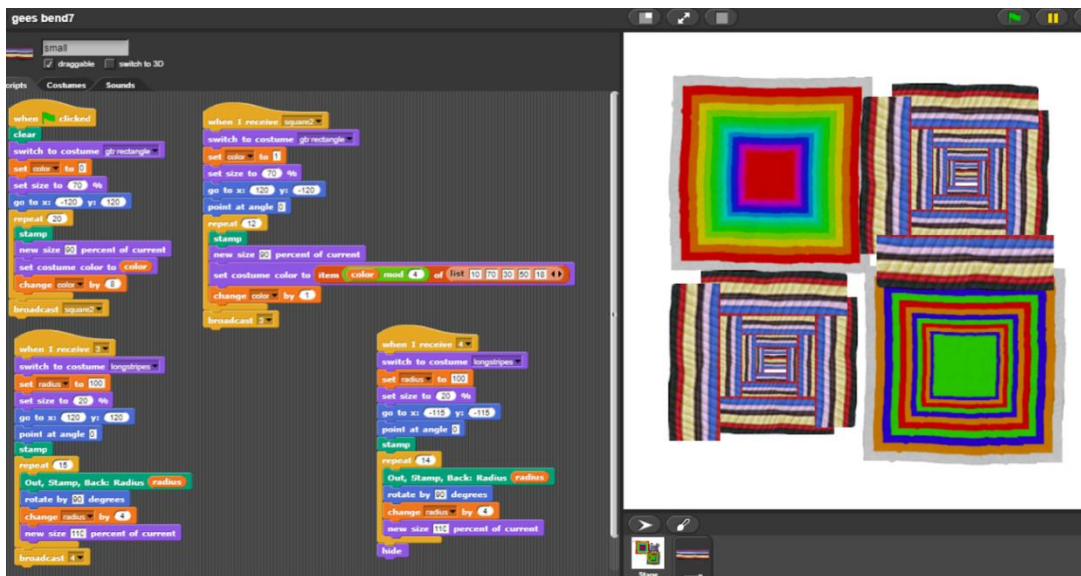 gees bend7
small
draggable switch to 3D
Scripts Costumes Sounds
when clicked
clear
switch to costume gb rectangle
set color to 0
set size to 70 %
go to x: -120 y: 120
repeat 20
stamp
new size 90 percent of current
set costume color to color
change color by 8
broadcast square2
when I receive square2
switch to costume gb rectangle
set color to 1
set size to 70 %
go to x: 120 y: -120
point at angle 0
repeat 12
stamp
new size 90 percent of current
set costume color to item color mod 4 of list 10 70 30 50 18
change color by 1
broadcast 3
when I receive 3
switch to costume longstripes
set radius to 100
set size to 20 %
go to x: 120 y: 120
point at angle 0
stamp
repeat 15
Out, Stamp, Back: Radius radius
rotate by 90 degrees
change radius by 4
new size 110 percent of current
broadcast 4
when I receive 4
switch to costume longstripes
set radius to 100
set size to 20 %
go to x: -115 y: -115
point at angle 0
stamp
repeat 14
Out, Stamp, Back: Radius radius
rotate by 90 degrees
change radius by 4
new size 110 percent of current
hide
Stage